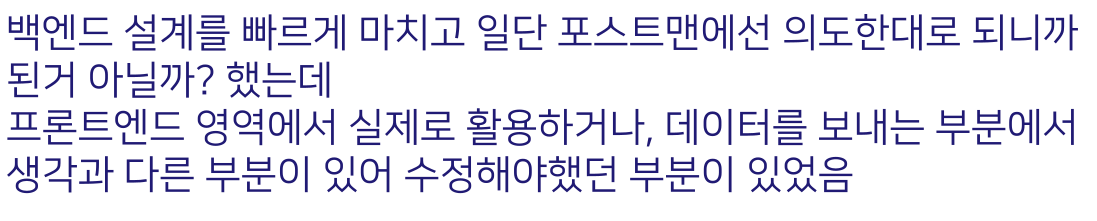 백엔드 설계를 빠르게 마치고 일단 포스트맨에선 의도한대로 되니까
된거 아닐까? 했는데
프론트엔드 영역에서 실제로 활용하거나, 데이터를 보내는 부분에서
생각과 다른 부분이 있어 수정해야했던 부분이 있었음